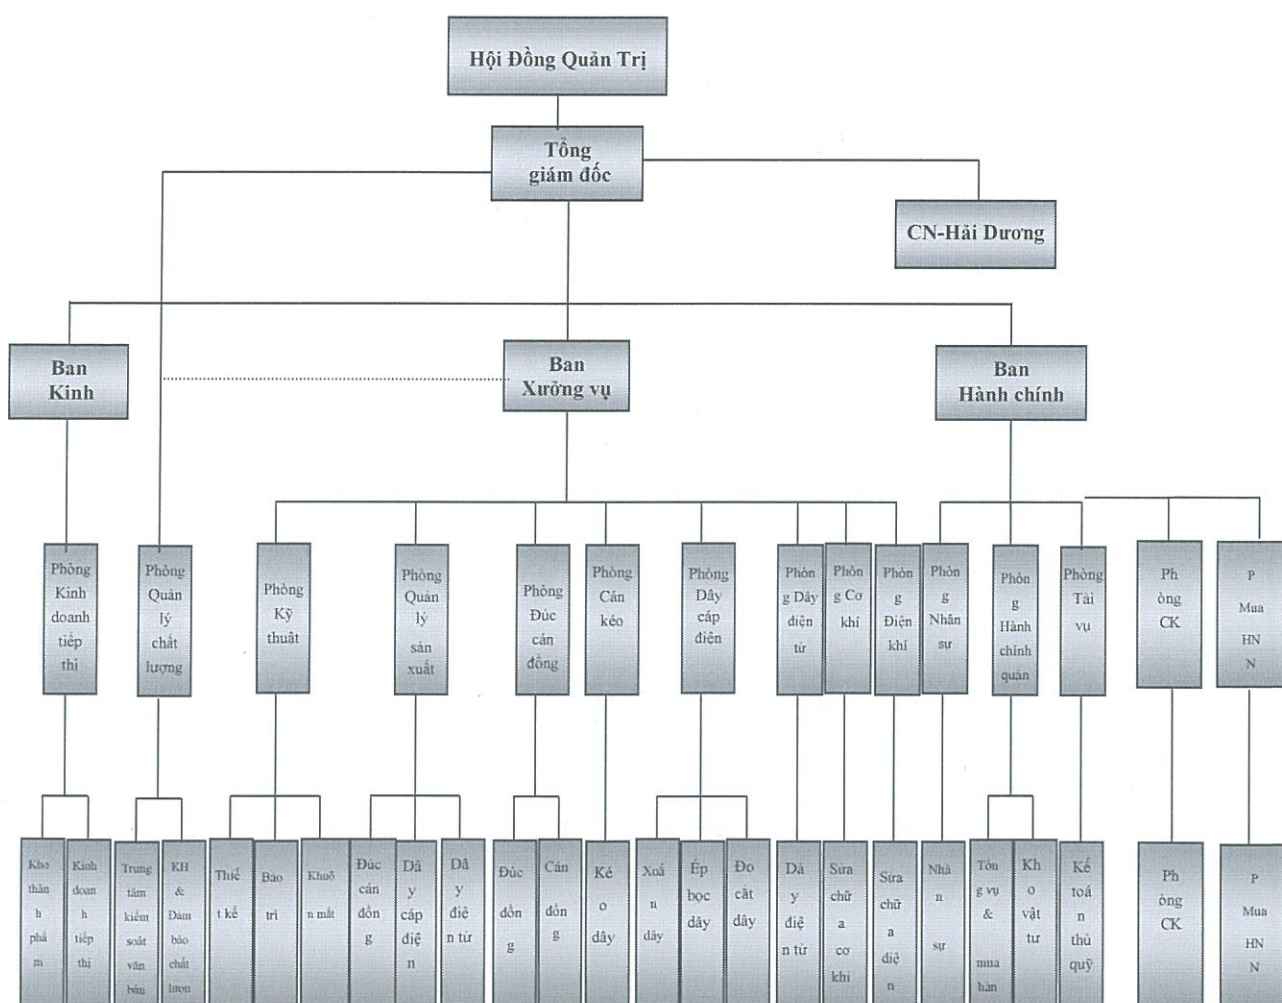 Hội Đồng Quản Trị
Tổng
giám đốc
CN-Hải Dương
Ban
Kinh
Ban
Xưởng vụ
Ban
Hành chính
Phòng
Kinh
doanh
tiếp
thị
Phòng
Quản
lý
chất
lượng
Phòng
Kỹ
thuật
Phòng
Quản
lý
sản
xuất
Phòng
Đúc
cán
đồng
Phòng
Cán
kéo
Phòng
Dây
cáp
điện
Phòn
g Dây
điện
từ
Phòn
g Cơ
khí
Phòn
g
Điện
khí
Phòn
g
Nhân
sự
Phòn
g
Hành
chính
quản
Phòng
Tài
vụ
Ph
òng
CK
P
Mua
HN
N
Kho
thàn
h
phẩ
m
Kinh
doan
h
tiếp
thị
Trung
tâm
kiểm
soát
văn
bản
KH
&
Đảm
bảo
chất
lượn
Thiế
t kế
Bảo
trì
Khuô
n mắt
Đúc
cán
đồn
g
Dâ
y
cáp
điệ
n
Dâ
y
điệ
n từ
Đúc
đồn
g
Cán
đồn
g
Ké
o
dây
Xoắ
n
dây
Ép
bọc
dây
Đo
cắt
dây
Dâ
y
điệ
n từ
Sửa
chữ
a
cơ
khí
Sửa
chữ
a
điệ
n
Nhâ
n
sự
Tổn
g vụ
&
mua
hàn
Kh
o
vật
tư
Kế
toá
n
thủ
quỹ
Ph
òng
CK
P
Mua
HN
N